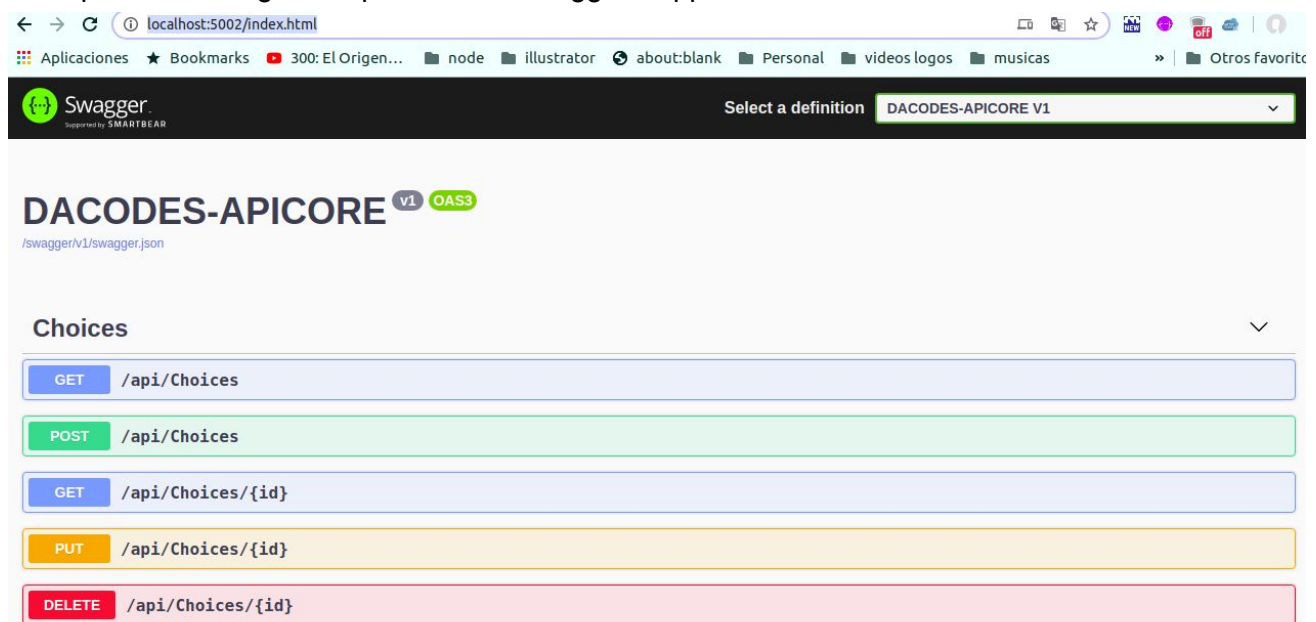 localhost:5002/index.html
off
Aplicaciones Bookmarks 300: El Origen... node illustrator about:blank Personal videos logos musicas » Otros favorito
Swagger. Select a definition DACODES-APICORE V1
Supported by SMARTBEAR
DACODES-APICORE v1 OAS3
/swagger/v1/swagger.json
Choices
GET /api/Choices
POST /api/Choices
GET /api/Choices/{id}
PUT /api/Choices/{id}
DELETE /api/Choices/{id}